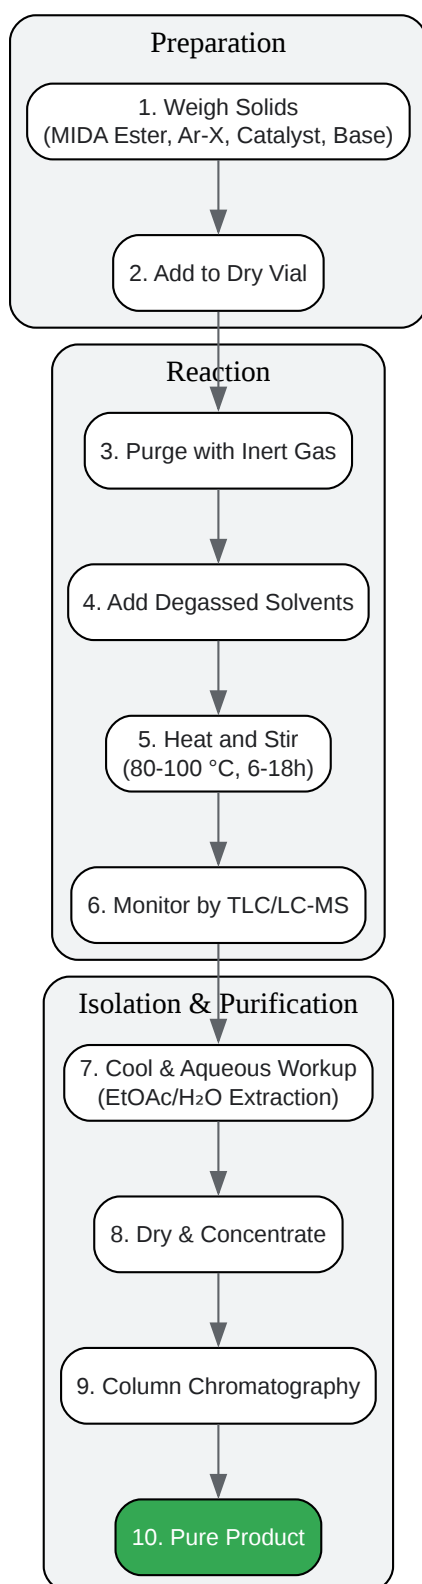 Preparation
1. Weigh Solids
(MIDA Ester, Ar-X, Catalyst, Base)
2. Add to Dry Vial
Reaction
3. Purge with Inert Gas
4. Add Degassed Solvents
5. Heat and Stir
(80-100 °C, 6-18h)
6. Monitor by TLC/LC-MS
Isolation & Purification
7. Cool & Aqueous Workup
(EtOAc/H₂O Extraction)
8. Dry & Concentrate
9. Column Chromatography
10. Pure Product